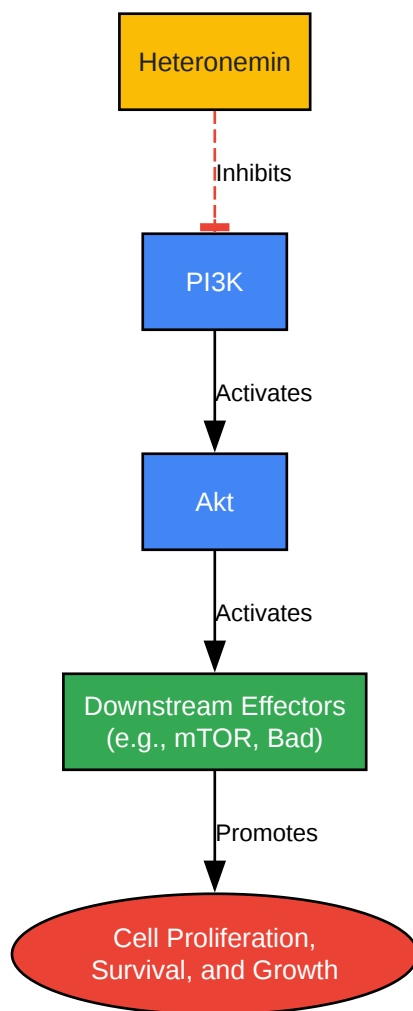 Heteronemin
Inhibits
PI3K
Activates
Akt
Activates
Downstream Effectors
(e.g., mTOR, Bad)
Promotes
Cell Proliferation,
Survival, and Growth